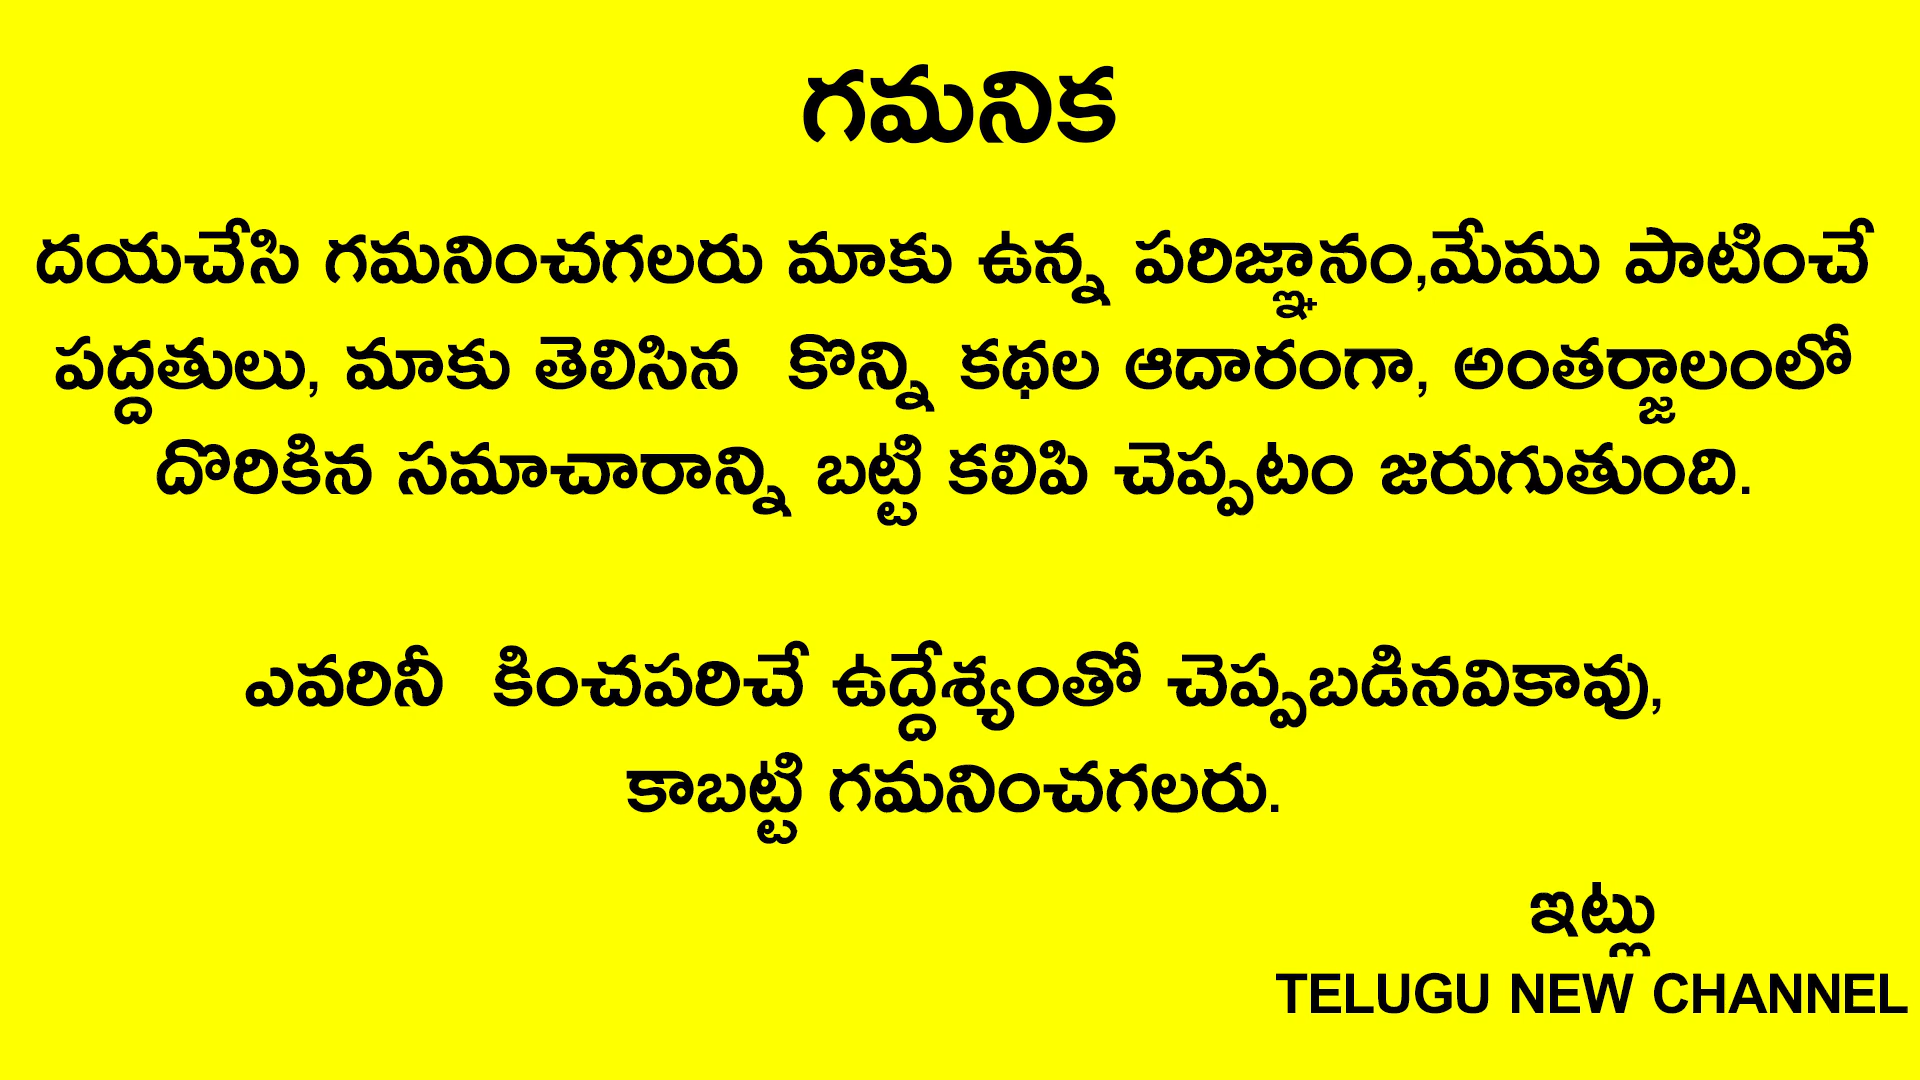 గమనిక
దయచేసి గమనించగలరు మాకు ఉన్న పరిజ్ఞానం,మేము పాటించే
పద్దతులు, మాకు తెలిసిన కొన్ని కథల ఆదారంగా, అంతర్జాలంలో
దొరికిన సమాచారాన్ని బట్టి కలిపి చెప్పటం జరుగుతుంది.
ఎవరినీ కించపరిచే ఉద్దేశ్యంతో చెప్పబడినవికావు,
కాబట్టి గమనించగలరు.
ఇట్లు
TELUGU NEW CHANNEL